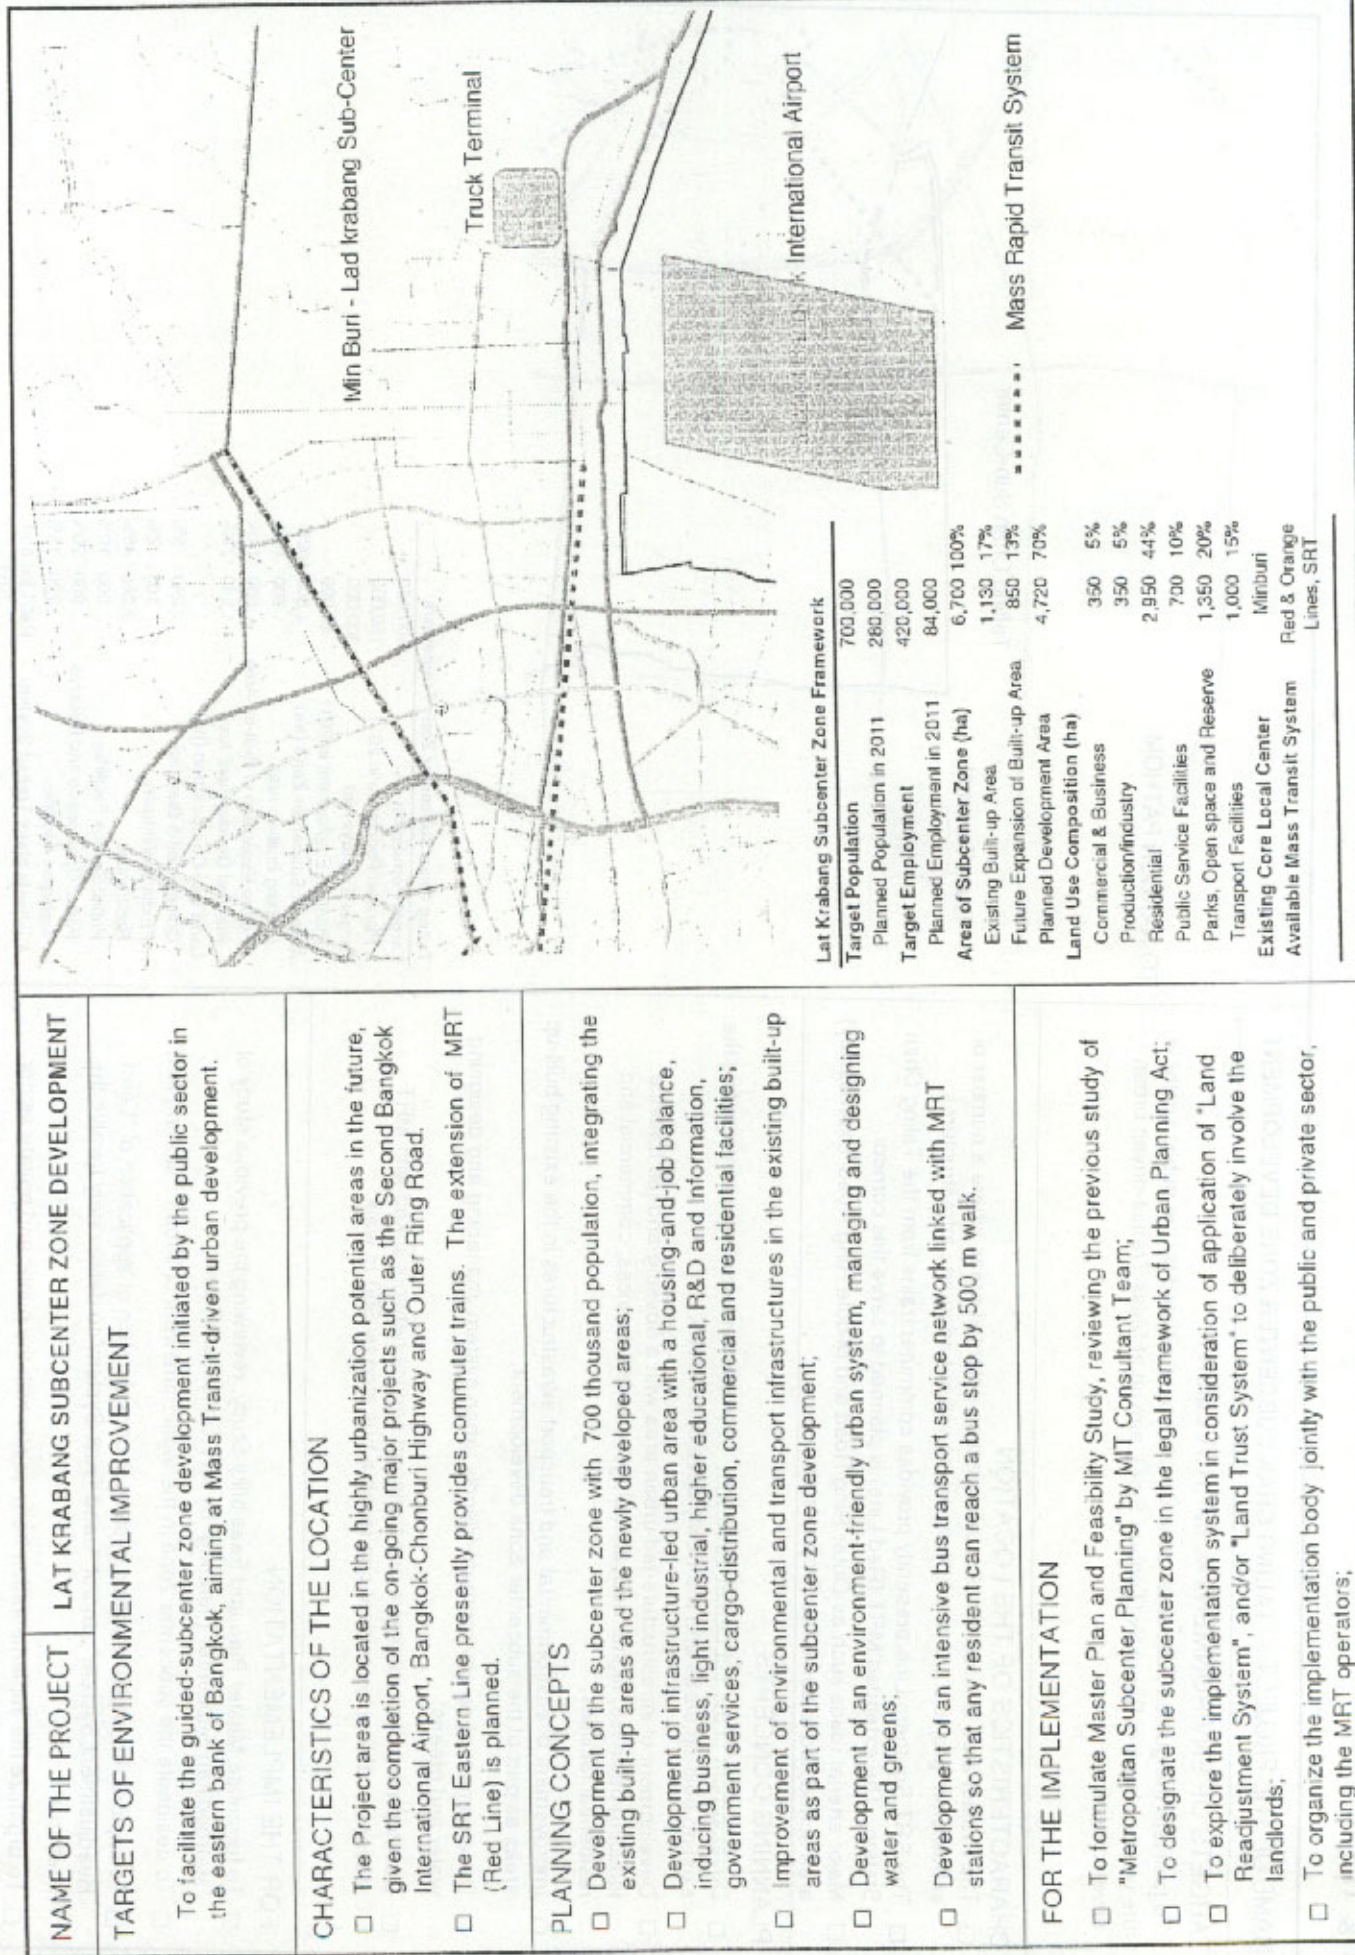 NAME OF THE PROJECT LAT KRABANG SUBCENTER ZONE DEVELOPMENT
TARGETS OF ENVIRONMENTAL IMPROVEMENT
To facilitate the guided-subcenter zone development initiated by the public sector in
the eastern bank of Bangkok, aiming at Mass Transit-driven urban development.
CHARACTERISTICS OF THE LOCATION
☐ The Project area is located in the highly urbanization potential areas in the future,
given the completion of the on-going major projects such as the Second Bangkok
International Airport, Bangkok-Chonburi Highway and Outer Ring Road.
☐ The SRT Eastern Line presently provides commuter trains. The extension of MRT
(Red Line) is planned.
PLANNING CONCEPTS
☐ Development of the subcenter zone with 700 thousand population, integrating the
existing built-up areas and the newly developed areas;
☐ Development of infrastructure-led urban area with a housing-and-job balance,
inducing business, light industrial, higher educational, R&D and Information,
government services, cargo-distribution, commercial and residential facilities;
☐ Improvement of environmental and transport infrastructures in the existing built-up
areas as part of the subcenter zone development;
☐ Development of an environment-friendly urban system, managing and designing
water and greens;
☐ Development of an intensive bus transport service network linked with MRT
stations so that any resident can reach a bus stop by 500 m walk.
FOR THE IMPLEMENTATION
☐ To formulate Master Plan and Feasibility Study, reviewing the previous study of
"Metropolitan Subcenter Planning" by MIT Consultant Team;
☐ To designate the subcenter zone in the legal framework of Urban Planning Act;
☐ To explore the implementation system in consideration of application of "Land
Readjustment System", and/or "Land Trust System" to deliberately involve the
landlords;
☐ To organize the implementation body jointly with the public and private sector,
including the MRT operators;
Min Buri - Lad krabang Sub-Center
Truck Terminal
k International Airport
Mass Rapid Transit System
Lat Krabang Subcenter Zone Framework
Target Population 700,000
Planned Population in 2011 280,000
Target Employment 420,000
Planned Employment in 2011 84,000
Area of Subcenter Zone (ha) 6,700 100%
Existing Built-up Area 1,130 17%
Future Expansion of Built-up Area 850 13%
Planned Development Area 4,720 70%
Land Use Composition (ha)
Commercial & Business 350 5%
Production/industry 350 5%
Residential 2,950 44%
Public Service Facilities 700 10%
Parks, Open space and Reserve 1,350 20%
Transport Facilities 1,000 15%
Existing Core Local Center Minburi
Available Mass Transit System Red & Orange
Lines, SRT